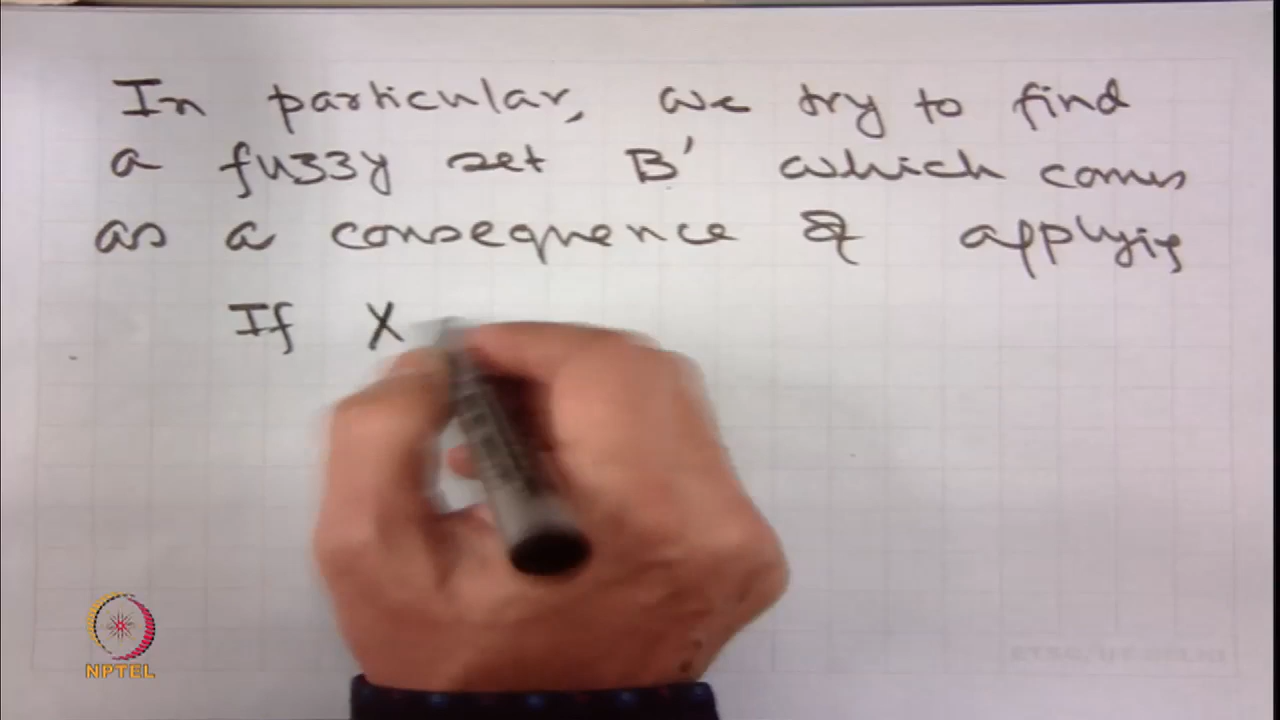 In particular, we try to find
a fuzzy set B' which comes
as a consequence of applying
If X
NPTEL